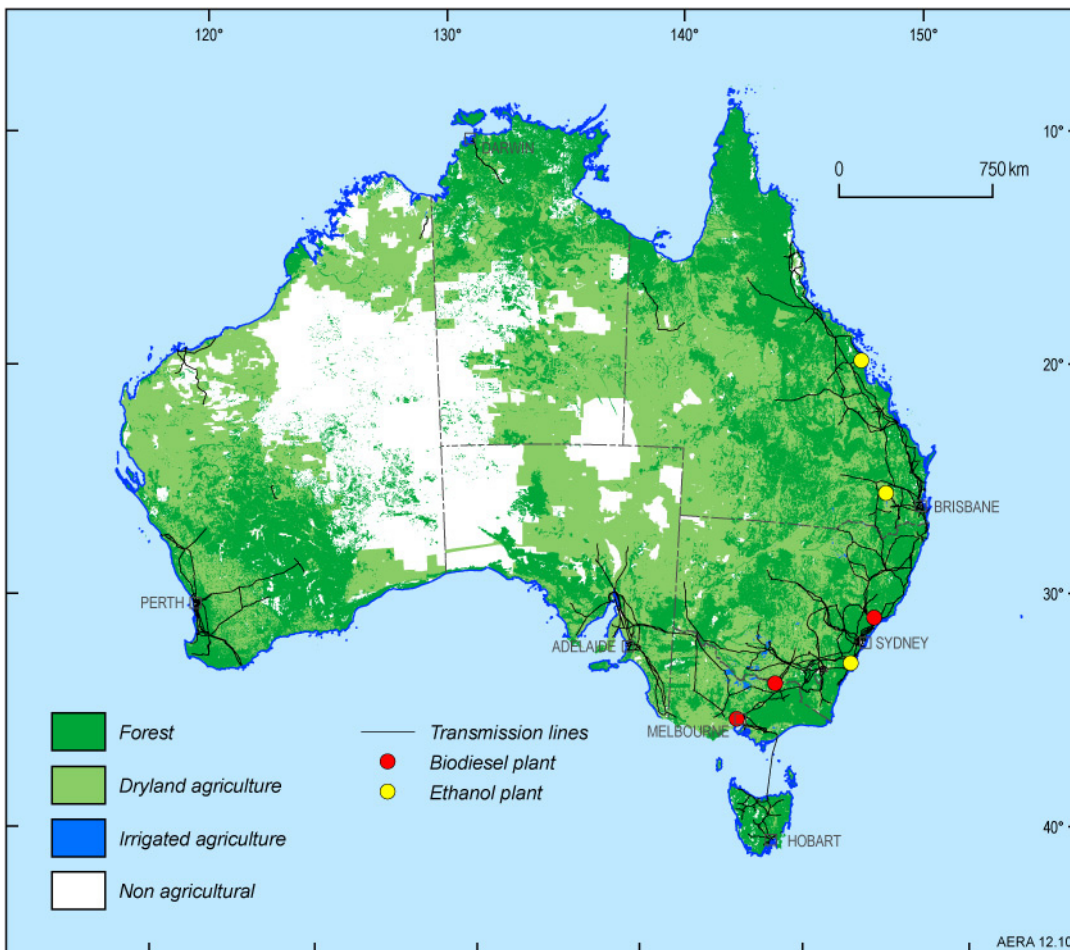 120°
130°
140°
150°
10°
0
750 km
DARWIN
20°
BRISBANE
30°
PERTH
ADELAIDE
SYDNEY
MELBOURNE
40°
HOBART
Forest
Dryland agriculture
Irrigated agriculture
Non agricultural
Transmission lines
Biodiesel plant
Ethanol plant
AERA 12.10